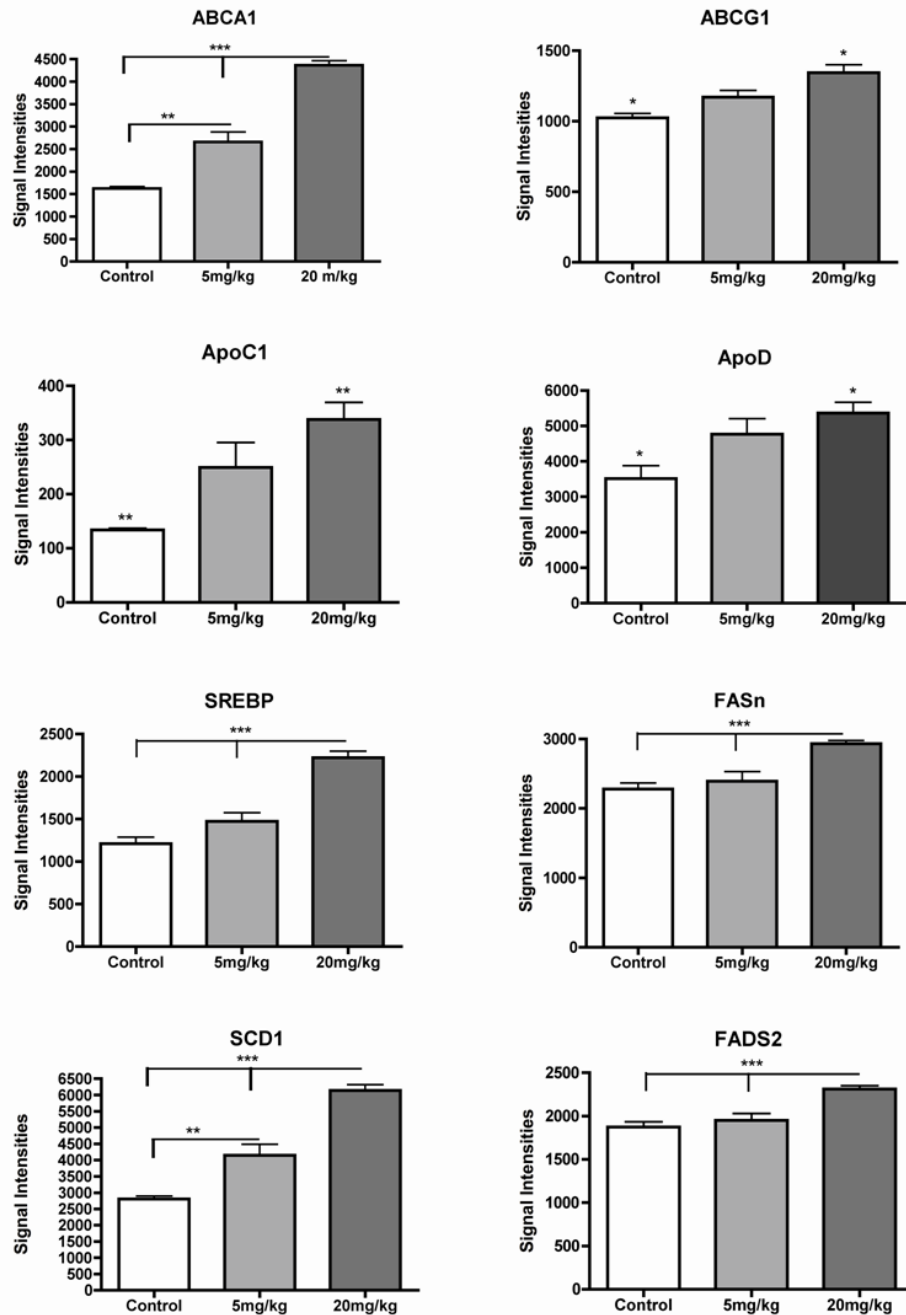 ABCA1
***
**
Signal Intensities
4500
4000
3500
3000
2500
2000
1500
1000
500
0
Control 5mg/kg 20 m/kg
ABCG1
*
*
Signal Intesities
1500
1000
500
0
Control 5mg/kg 20mg/kg
ApoC1
**
**
Signal Intensities
400
300
200
100
0
Control 5mg/kg 20mg/kg
ApoD
*
*
Signal Intensities
6000
5000
4000
3000
2000
1000
0
Control 5mg/kg 20mg/kg
SREBP
***
Signal Intensities
2500
2000
1500
1000
500
0
Control 5mg/kg 20mg/kg
FASn
***
Signal Intensities
3000
2000
1000
0
Control 5mg/kg 20mg/kg
SCD1
***
**
Signal Intensities
6500
6000
5500
5000
4500
4000
3500
3000
2500
2000
1500
1000
500
0
Control 5mg/kg 20mg/kg
FADS2
***
Signal Intensities
2500
2000
1500
1000
500
0
Control 5mg/kg 20mg/kg